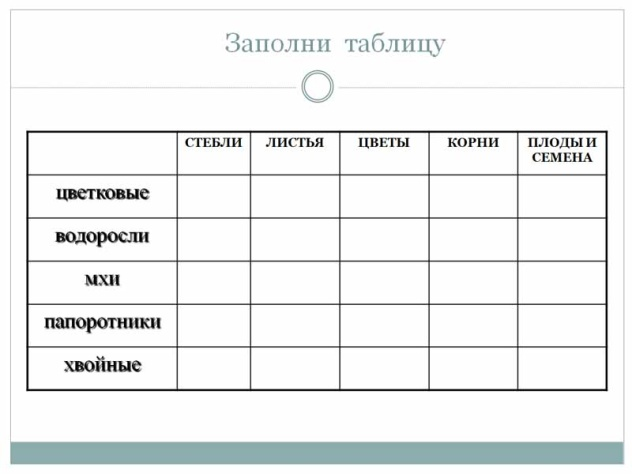 Заполни таблицу
СТЕБЛИ ЛИСТЬЯ ЦВЕТЫ КОРНИ ПЛОДЫ И
СЕМЕНА
цветковые
водоросли
мхи
папоротники
хвойные